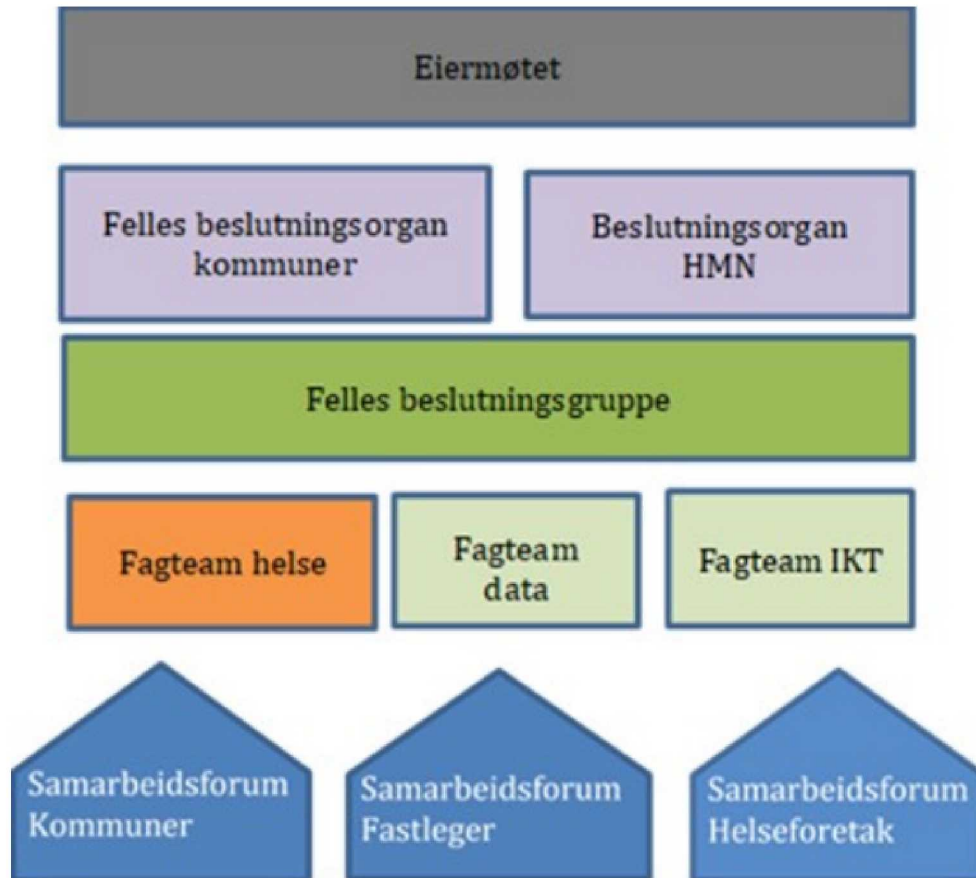 Eiermøtet
Felles beslutningsorgan
kommuner
Beslutningsorgan
HMN
Felles beslutningsgruppe
Fagteam helse
Fagteam
data
Fagteam IKT
Samarbeidsforum
Kommuner
Samarbeidsforum
Fastleger
Samarbeidsforum
Helseforetak